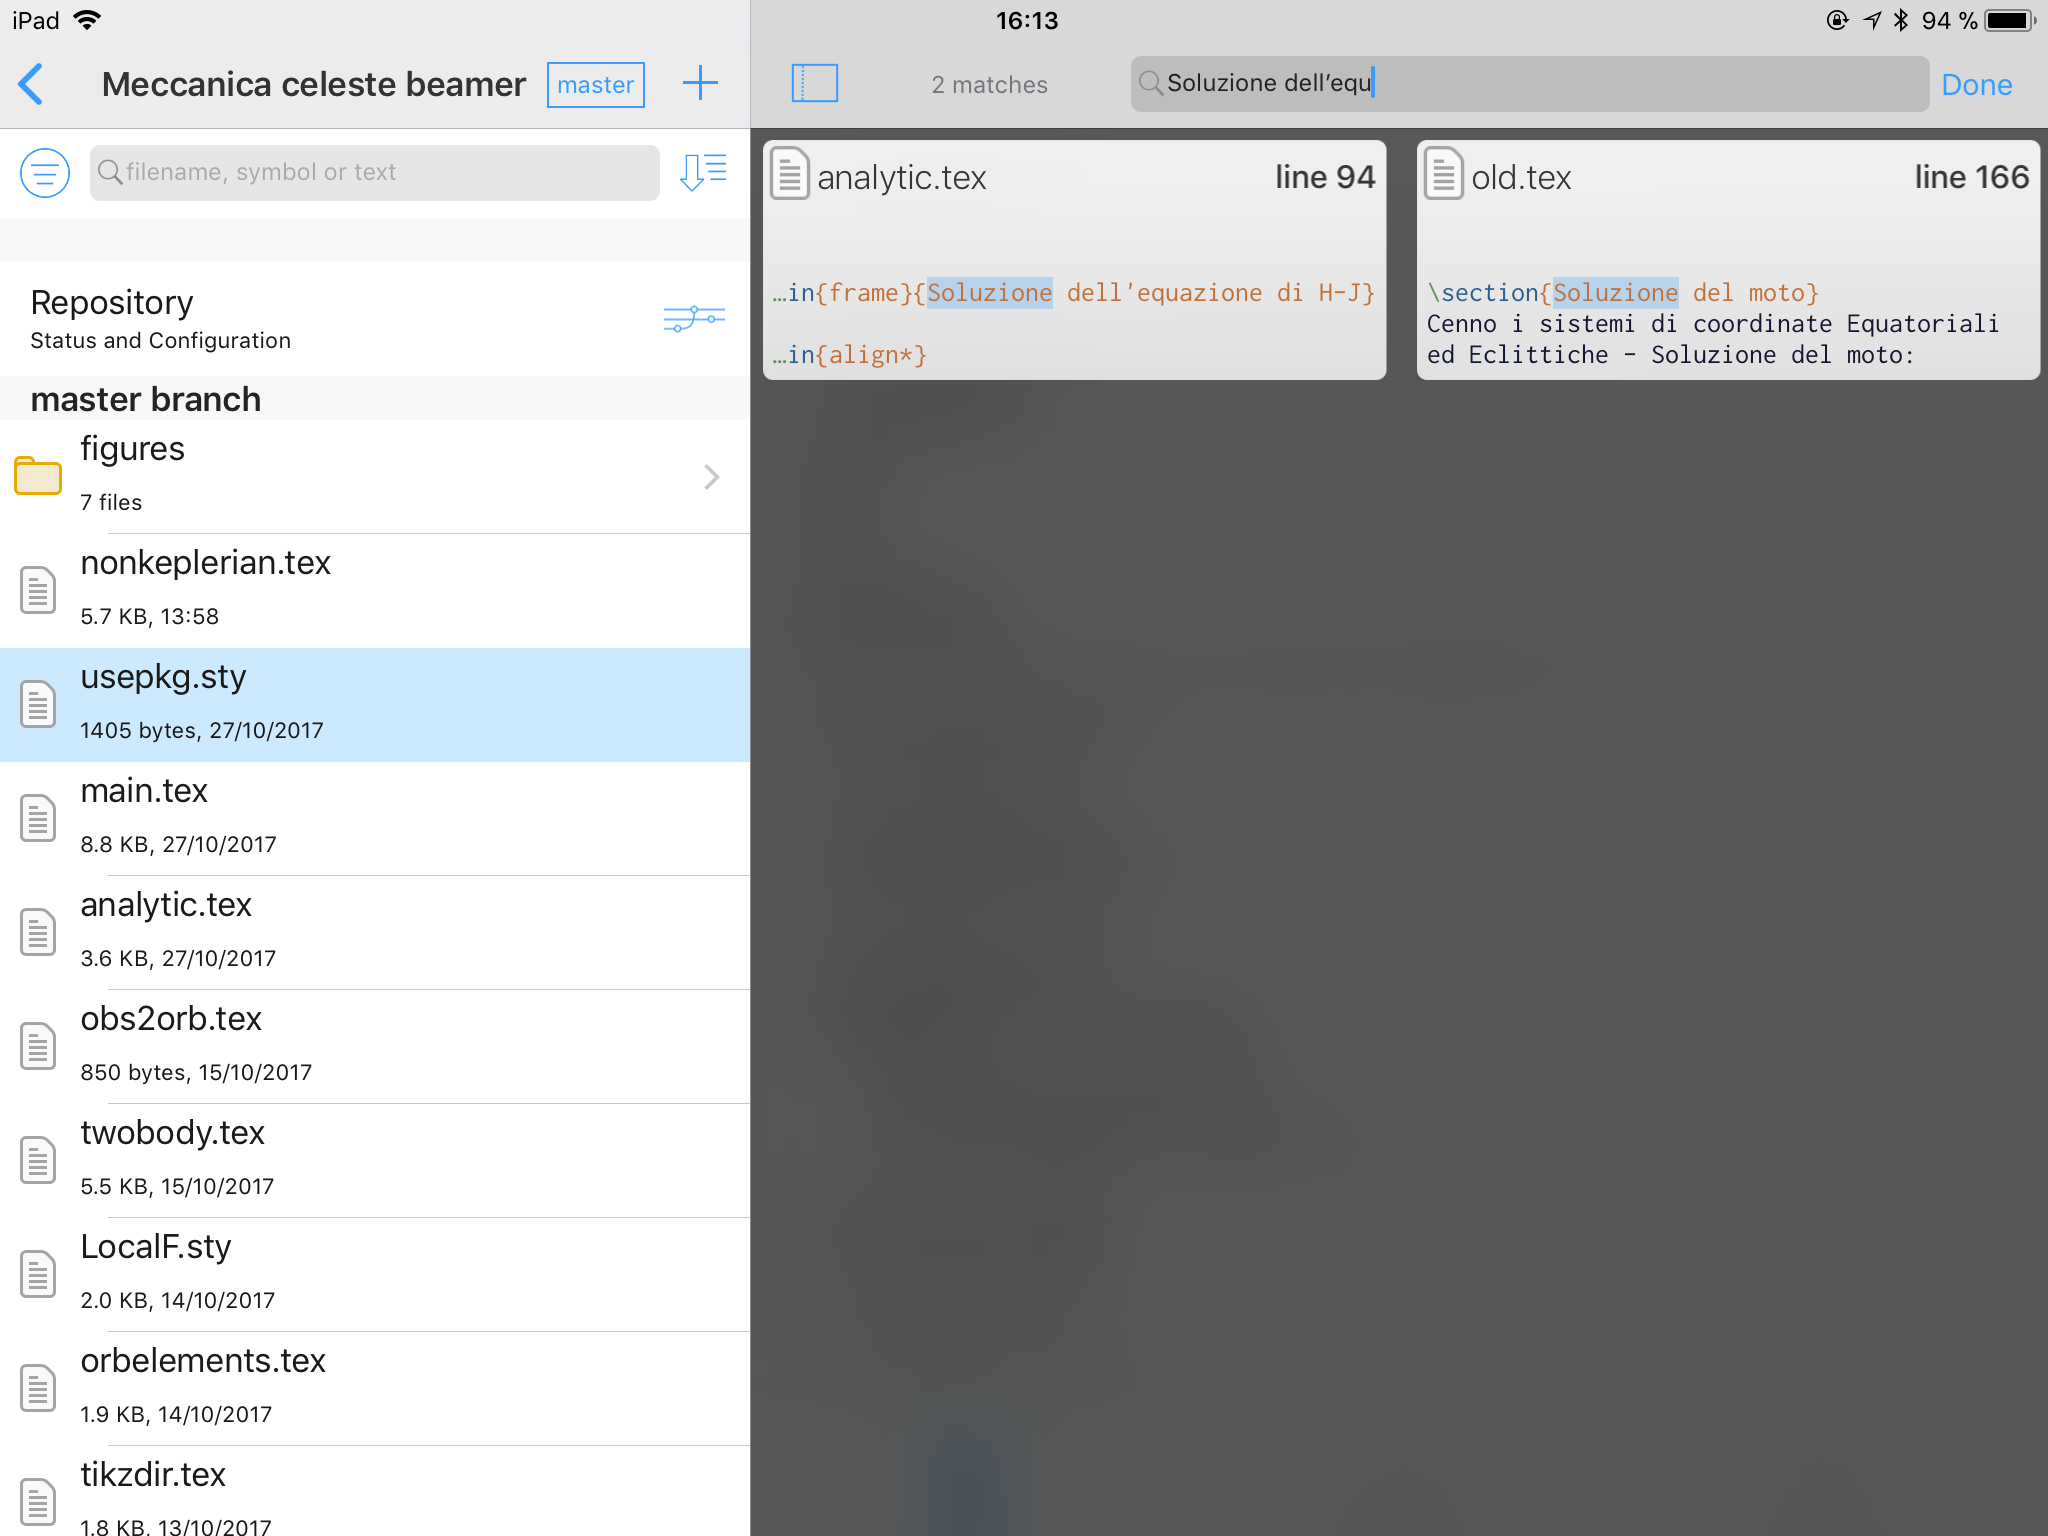 iPad
16:13
94 %
Meccanica celeste beamer
master
2 matches
Soluzione dell’equ
Done
filename, symbol or text
Repository
Status and Configuration
master branch
figures
7 files
nonkeplerian.tex
5.7 KB, 13:58
usepkg.sty
1405 bytes, 27/10/2017
main.tex
8.8 KB, 27/10/2017
analytic.tex
3.6 KB, 27/10/2017
obs2orb.tex
850 bytes, 15/10/2017
twobody.tex
5.5 KB, 15/10/2017
LocalF.sty
2.0 KB, 14/10/2017
orbelements.tex
1.9 KB, 14/10/2017
tikzdir.tex
1.8 KB, 13/10/2017
analytic.tex
line 94
…in{frame}{Soluzione dell'equazione di H-J}
…in{align*}
old.tex
line 166
\section{Soluzione del moto}
Cenno i sistemi di coordinate Equatoriali
ed Eclittiche - Soluzione del moto: